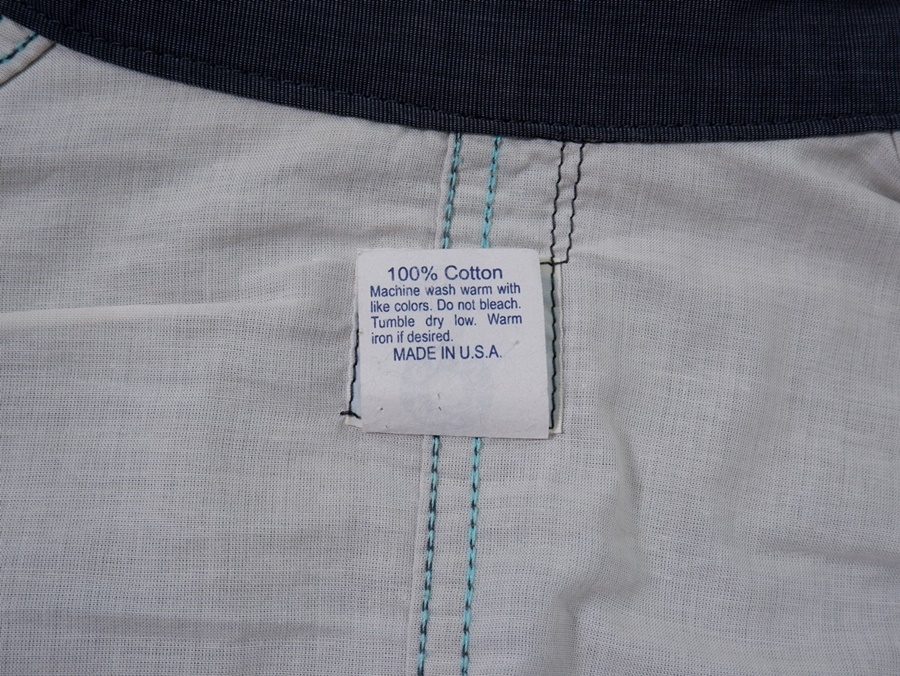 100% Cotton
Machine wash warm with
like colors. Do not bleach.
Tumble dry low. Warm
iron if desired.
MADE IN U.S.A.